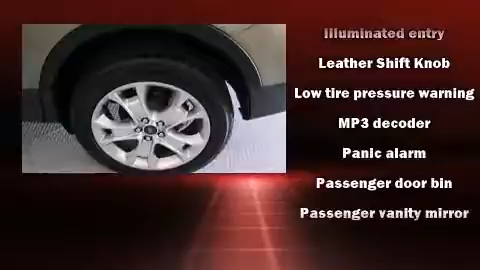 Illuminated entry
Leather Shift Knob
Low tire pressure warning
MP3 decoder
Panic alarm
Passenger door bin
Passenger vanity mirror